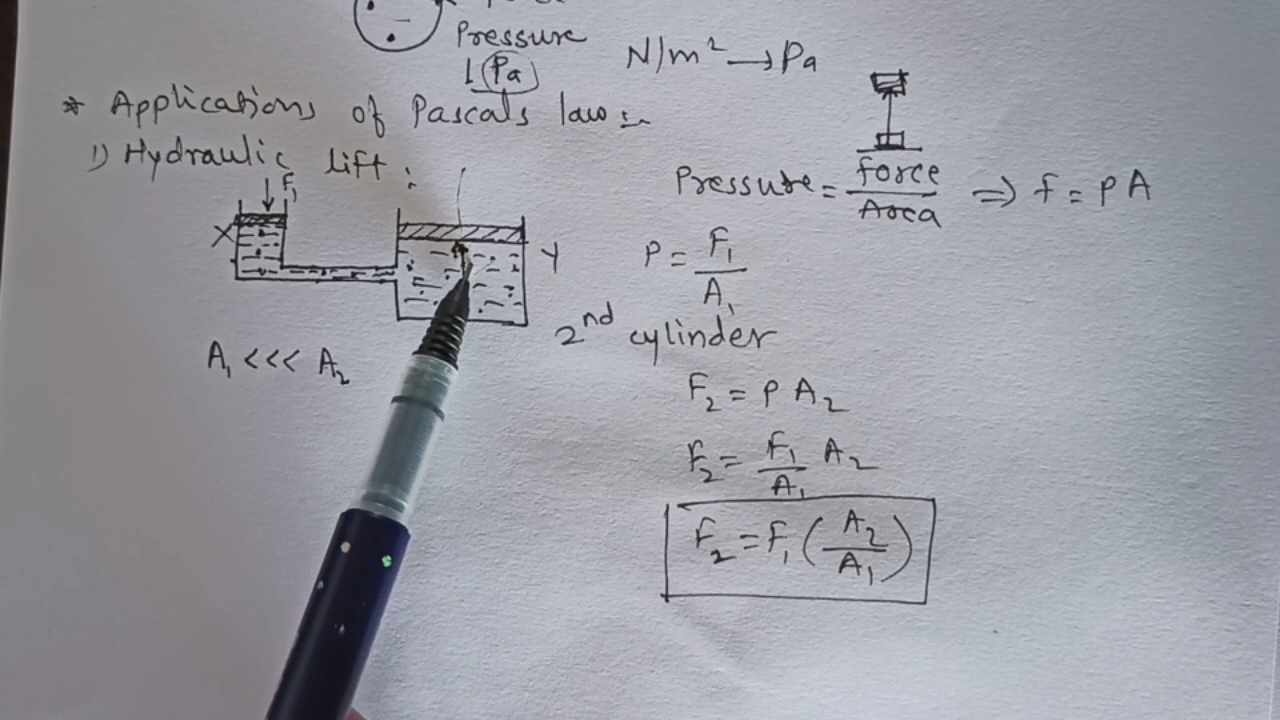 Pressure
1 Pa
N/m² → Pa
* Applications of Pascals law :-
1) Hydraulic lift :
F₁
X
Y
A₁ <<< A₂
Pressure = force / Area ⇒ f = PA
P = F₁ / A₁
2nd cylinder
F₂ = P A₂
F₂ = F₁ / A₁ A₂
F₂ = F₁ ( A₂ / A₁ )